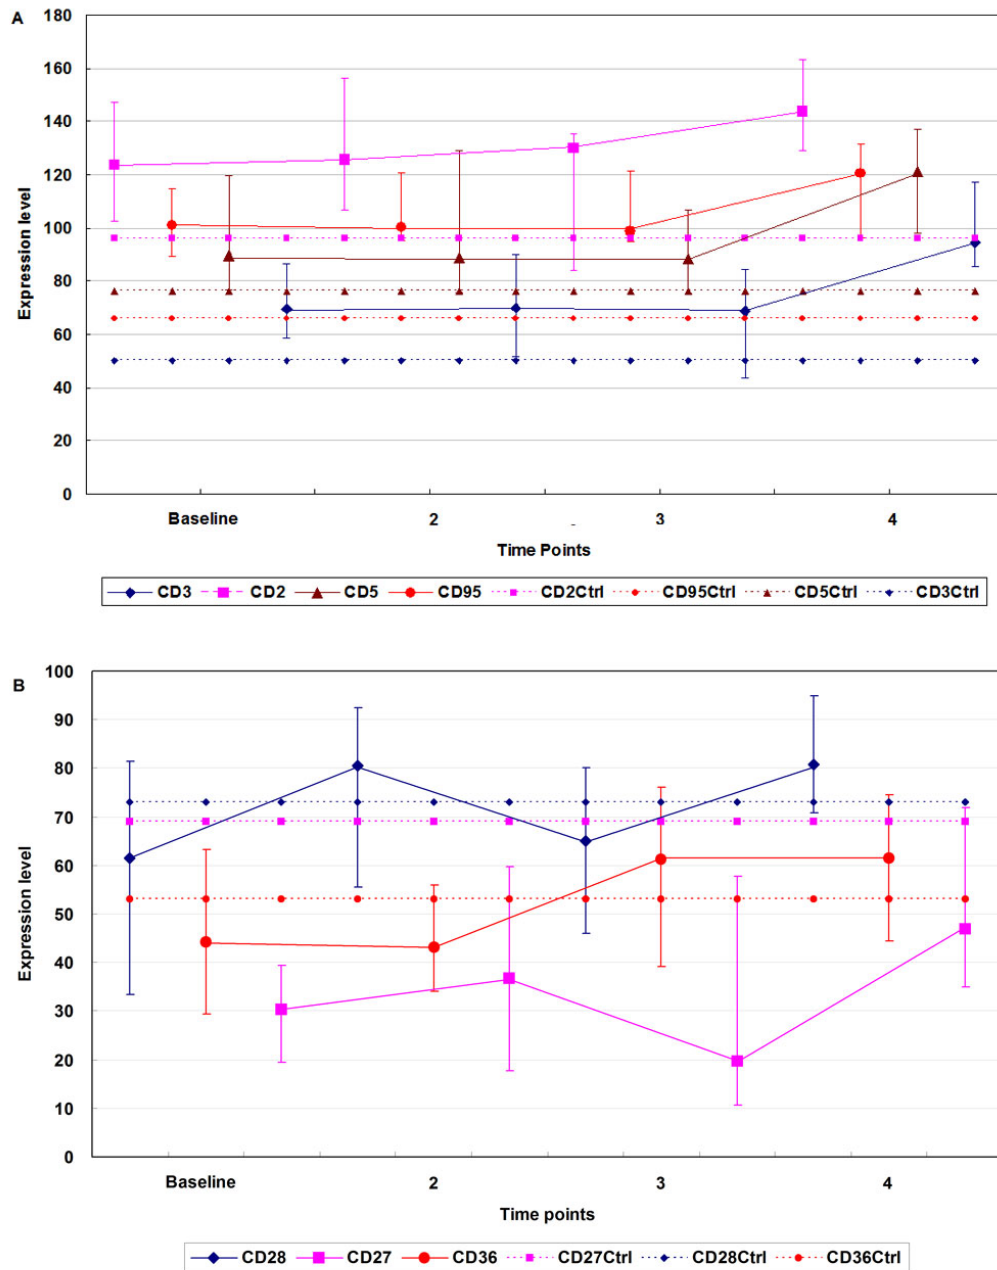 A
180
160
140
120
100
80
60
40
20
0
Expression level
Baseline 2 3 4
Time Points
CD3 CD2 CD5 CD95 CD2Ctrl CD95Ctrl CD5Ctrl CD3Ctrl
B
100
90
80
70
60
50
40
30
20
10
0
Expression level
Baseline 2 3 4
Time points
CD28 CD27 CD36 CD27Ctrl CD28Ctrl CD36Ctrl